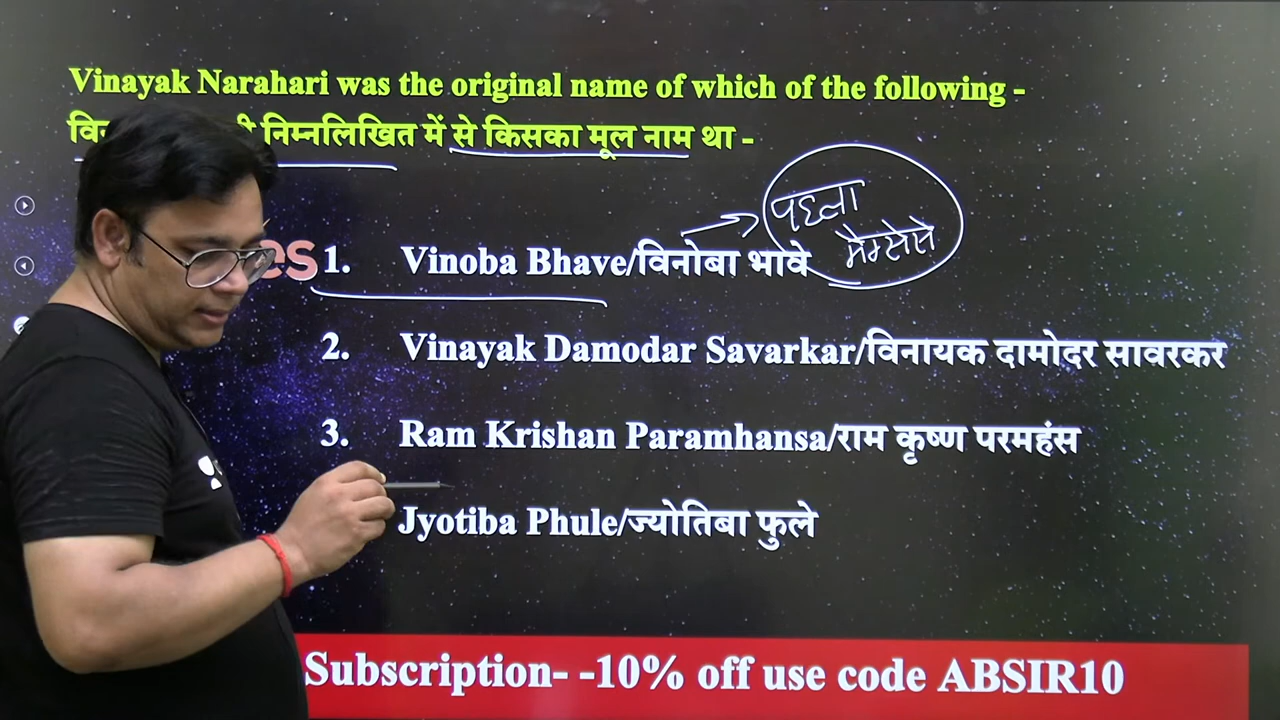 Vinayak Narahari was the original name of which of the following -
निम्नलिखित में से किसका मूल नाम था -
पहला
मैग्सेसे
es
1. Vinoba Bhave/विनोबा भावे
2. Vinayak Damodar Savarkar/विनायक दामोदर सावरकर
3. Ram Krishan Paramhansa/राम कृष्ण परमहंस
Jyotiba Phule/ज्योतिबा फुले
Subscription- -10% off use code ABSIR10